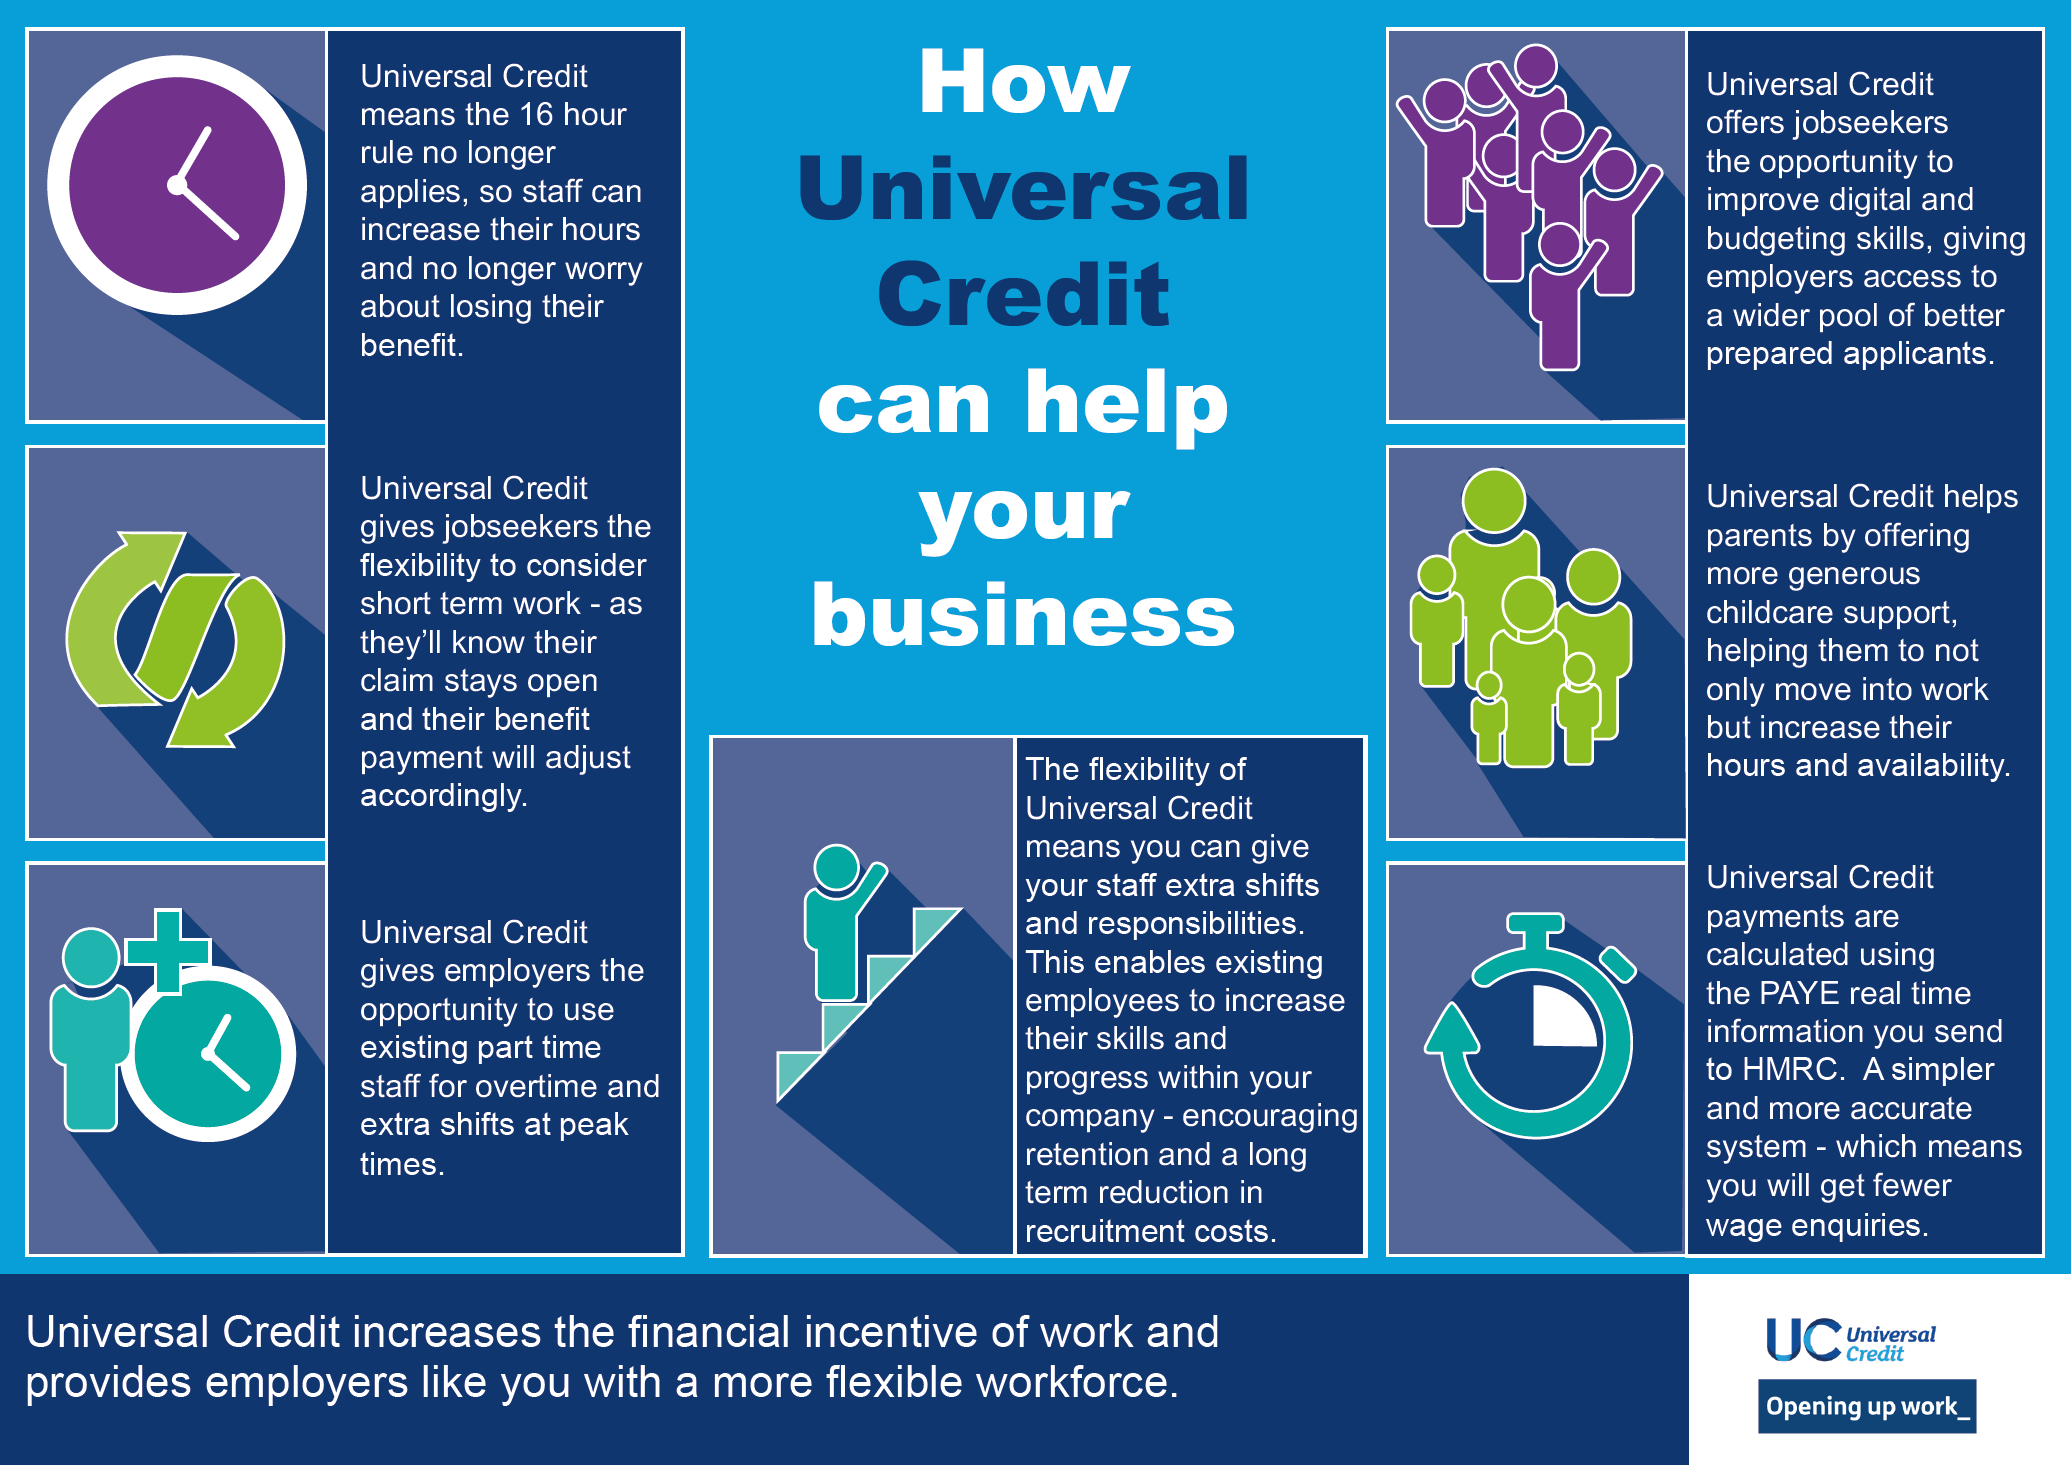 How
Universal
Credit
can help
your
business
Universal Credit
means the 16 hour
rule no longer
applies, so staff can
increase their hours
and no longer worry
about losing their
benefit.
Universal Credit
gives jobseekers the
flexibility to consider
short term work - as
they’ll know their
claim stays open
and their benefit
payment will adjust
accordingly.
Universal Credit
gives employers the
opportunity to use
existing part time
staff for overtime and
extra shifts at peak
times.
The flexibility of
Universal Credit
means you can give
your staff extra shifts
and responsibilities.
This enables existing
employees to increase
their skills and
progress within your
company - encouraging
retention and a long
term reduction in
recruitment costs.
Universal Credit
offers jobseekers
the opportunity to
improve digital and
budgeting skills, giving
employers access to
a wider pool of better
prepared applicants.
Universal Credit helps
parents by offering
more generous
childcare support,
helping them to not
only move into work
but increase their
hours and availability.
Universal Credit
payments are
calculated using
the PAYE real time
information you send
to HMRC.  A simpler
and more accurate
system - which means
you will get fewer
wage enquiries.
Universal Credit increases the financial incentive of work and
provides employers like you with a more flexible workforce.
UC Universal
Credit
Opening up work_